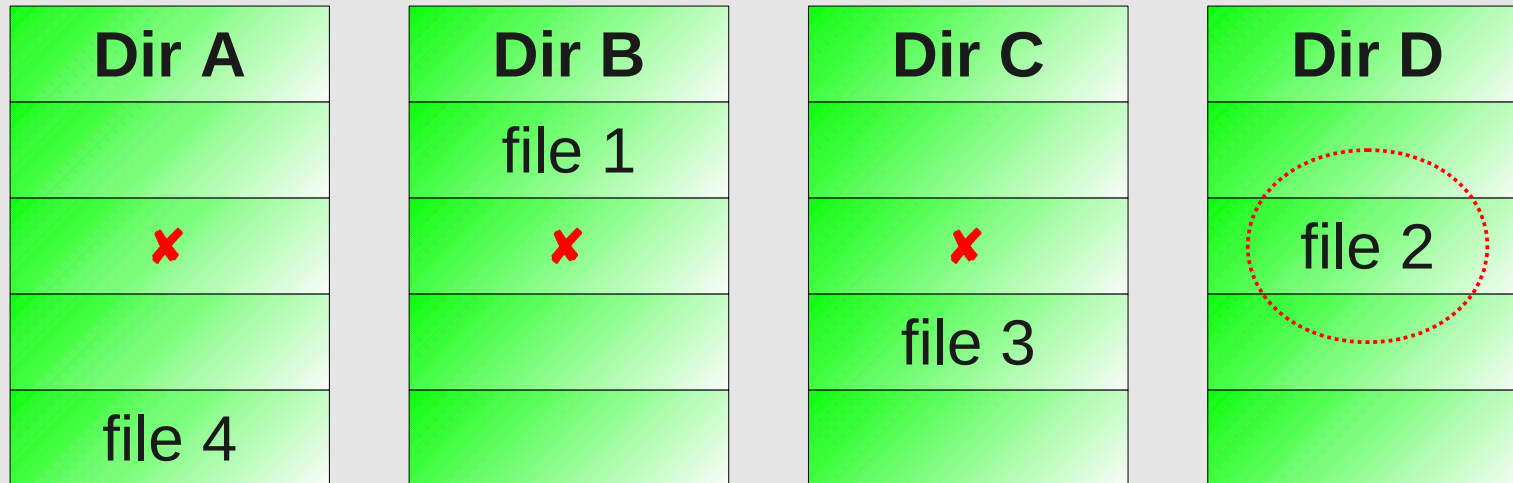 Dir A Dir B Dir C Dir D
file 1
✘ ✘ ✘ file 2
file 3
file 4